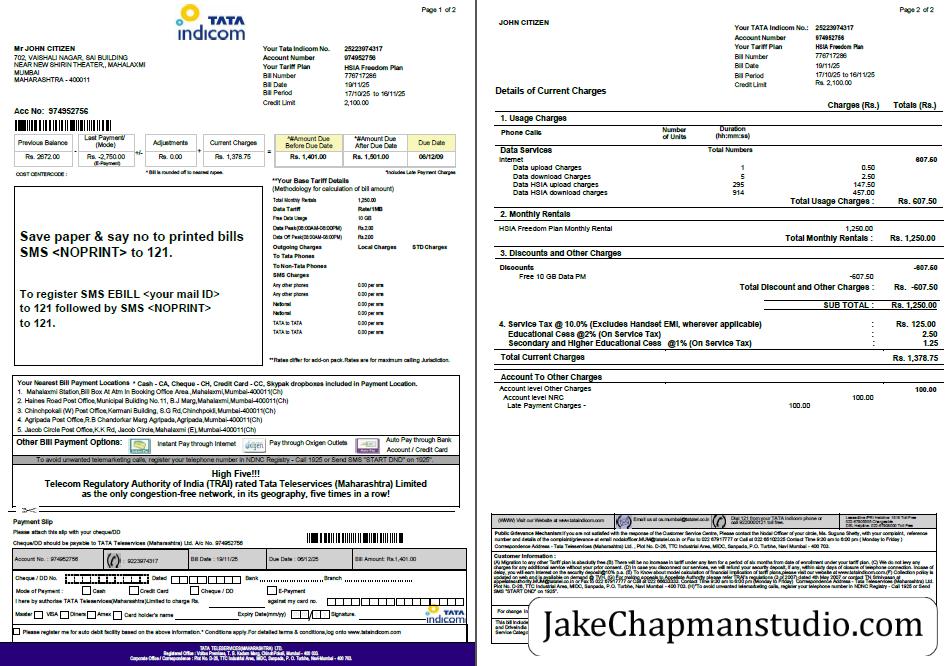 Page 1 of 2
TATA
indicom
Mr JOHN CITIZEN
702, VAISHALI NAGAR, SAI BUILDING
NEAR NEW SHIRIN THEATER,, MAHALAXMI
MUMBAI
MAHARASHTRA - 400011
Your Tata Indicom No. 25223974317
Account Number 974952756
Your Tariff Plan HSIA Freedom Plan
Bill Number 776717286
Bill Date 19/11/25
Bill Period 17/10/25 to 16/11/25
Credit Limit 2,100.00
Acc No: 974952756
Previous Balance
Rs. 2672.00
Last Payment/ (Mode)
Rs. -2,750.00
(E-Payment)
Adjustments
Rs. 0.00
Current Charges
Rs. 1,378.75
*#Amount Due Before Due Date
Rs. 1,401.00
*#Amount Due After Due Date
Rs. 1,501.00
Due Date
06/12/09
COST CENTERCODE :
* Bill is rounded off to nearest rupee.
*Includes Late Payment Charges
Save paper & say no to printed bills
SMS <NOPRINT> to 121.
To register SMS EBILL <your mail ID>
to 121 followed by SMS <NOPRINT>
to 121.
**Your Base Tariff Details
(Methodology for calculation of bill amount)
Total Monthly Rentals 1,250.00
Data Tariff Rate/1MB
Free Data Usage 10 GB
Data Peak(08:00AM-08:00PM) Rs.2.00
Data Off Peak(08:00AM-08:00PM) Rs.2.00
Outgoing Charges Local Charges STD Charges
To Tata Phones
To Non-Tata Phones
SMS Charges
Any other phones 0.00 per sms
Any other phones 0.00 per sms
National 0.00 per sms
National 0.00 per sms
TATA to TATA 0.00 per sms
TATA to TATA 0.00 per sms
**Rates differ for add-on pack.Rates are for maximum calling Jurisdiction.
Your Nearest Bill Payment Locations * Cash - CA, Cheque - CH, Credit Card - CC, Skypak dropboxes included in Payment Location.
1. Mahalaxmi Station,Bill Box At Atm In Booking Office Area.,Mahalaxmi,Mumbai-400011(Ch)
2. Haines Road Post Office,Municipal Building No.11, B.J Marg,Mahalaxmi,Mumbai-400011(Ch)
3. Chinchpokali (W) Post Office,Kermani Building, S.G Rd,Chinchpkli,Mumbai-400011(Ch)
4. Agripada Post Office,R.B Chandorkar Marg Agripada,Agripada,Mumbai-400011(Ch)
5. Jacob Circle Post Office,K.K Rd, Jacob Circle,Mahalaxmi (E),Mumbai-400011(Ch)
Other Bill Payment Options: Instant Pay through Internet Pay through Oxigen Outlets Auto Pay through Bank Account / Credit Card
To avoid unwanted telemarketing calls, register your telephone number in NDNC Registry - Call 1925 or Send SMS "START DND" on 1925".
High Five!!!
Telecom Regulatory Authority of India (TRAI) rated Tata Teleservices (Maharashtra) Limited
as the only congestion-free network, in its geography, five times in a row!
Payment Slip
Please attach this slip with your cheque/DD
Cheque/DD should be payable to TATA Teleservices (Maharashtra) Ltd. A/c No. 974952756
Account No. : 974952756 9223974317 Bill Date : 19/11/25 Due Date : 06/12/25 Bill Amount: Rs.1,401.00
Cheque / DD No. Dated Bank Branch
Mode of Payment : Cash Credit Card Cheque / DD E-Payment
I here by authorise TATA Teleservices(Maharashtra)Limited to charge Rs. against my card no.
Master VISA Diners Amex Card holder's name Expiry Date(mm/yy) Signature.
TATA
indicom
Please register me for auto debit facility based on the above information.* Conditions apply.For detailed terms & conditions,log onto www.tataindicom.com
TATA TELESERVICES(MAHARASHTRA) LTD.
Page 2 of 2
JOHN CITIZEN
Your TATA Indicom No.: 25223974317
Account Number 974952756
Your Tariff Plan HSIA Freedom Plan
Bill Number 776717286
Bill Date 19/11/25
Bill Period 17/10/25 to 16/11/25
Credit Limit Rs. 2,100.00
Details of Current Charges
Charges (Rs.) Totals (Rs.)
1. Usage Charges
Phone Calls Number of Units Duration (hh:mm:ss)
Data Services Total Numbers
Internet 607.50
Data upload Charges 1 0.50
Data download Charges 5 2.50
Data HSIA upload charges 295 147.50
Data HSIA download charges 914 457.00
Total Usage Charges : Rs. 607.50
2. Monthly Rentals
HSIA Freedom Plan Monthly Rental 1,250.00
Total Monthly Rentals : Rs. 1,250.00
3. Discounts and Other Charges
Discounts -607.50
Free 10 GB Data PM -607.50
Total Discount and Other Charges : Rs. -607.50
SUB TOTAL : Rs. 1,250.00
4. Service Tax @ 10.0% (Excludes Handset EMI, wherever applicable) : Rs. 125.00
Educational Cess @2% (On Service Tax) : 2.50
Secondary and Higher Educational Cess @1% (On Service Tax) : 1.25
Total Current Charges : Rs. 1,378.75
Account To Other Charges
Account level Other Charges 100.00
Account level NRC 100.00
Late Payment Charges - 100.00
(WWW) Visit our Website at www.tataindicom.com
Customer Information :
JakeChapmanstudio.com